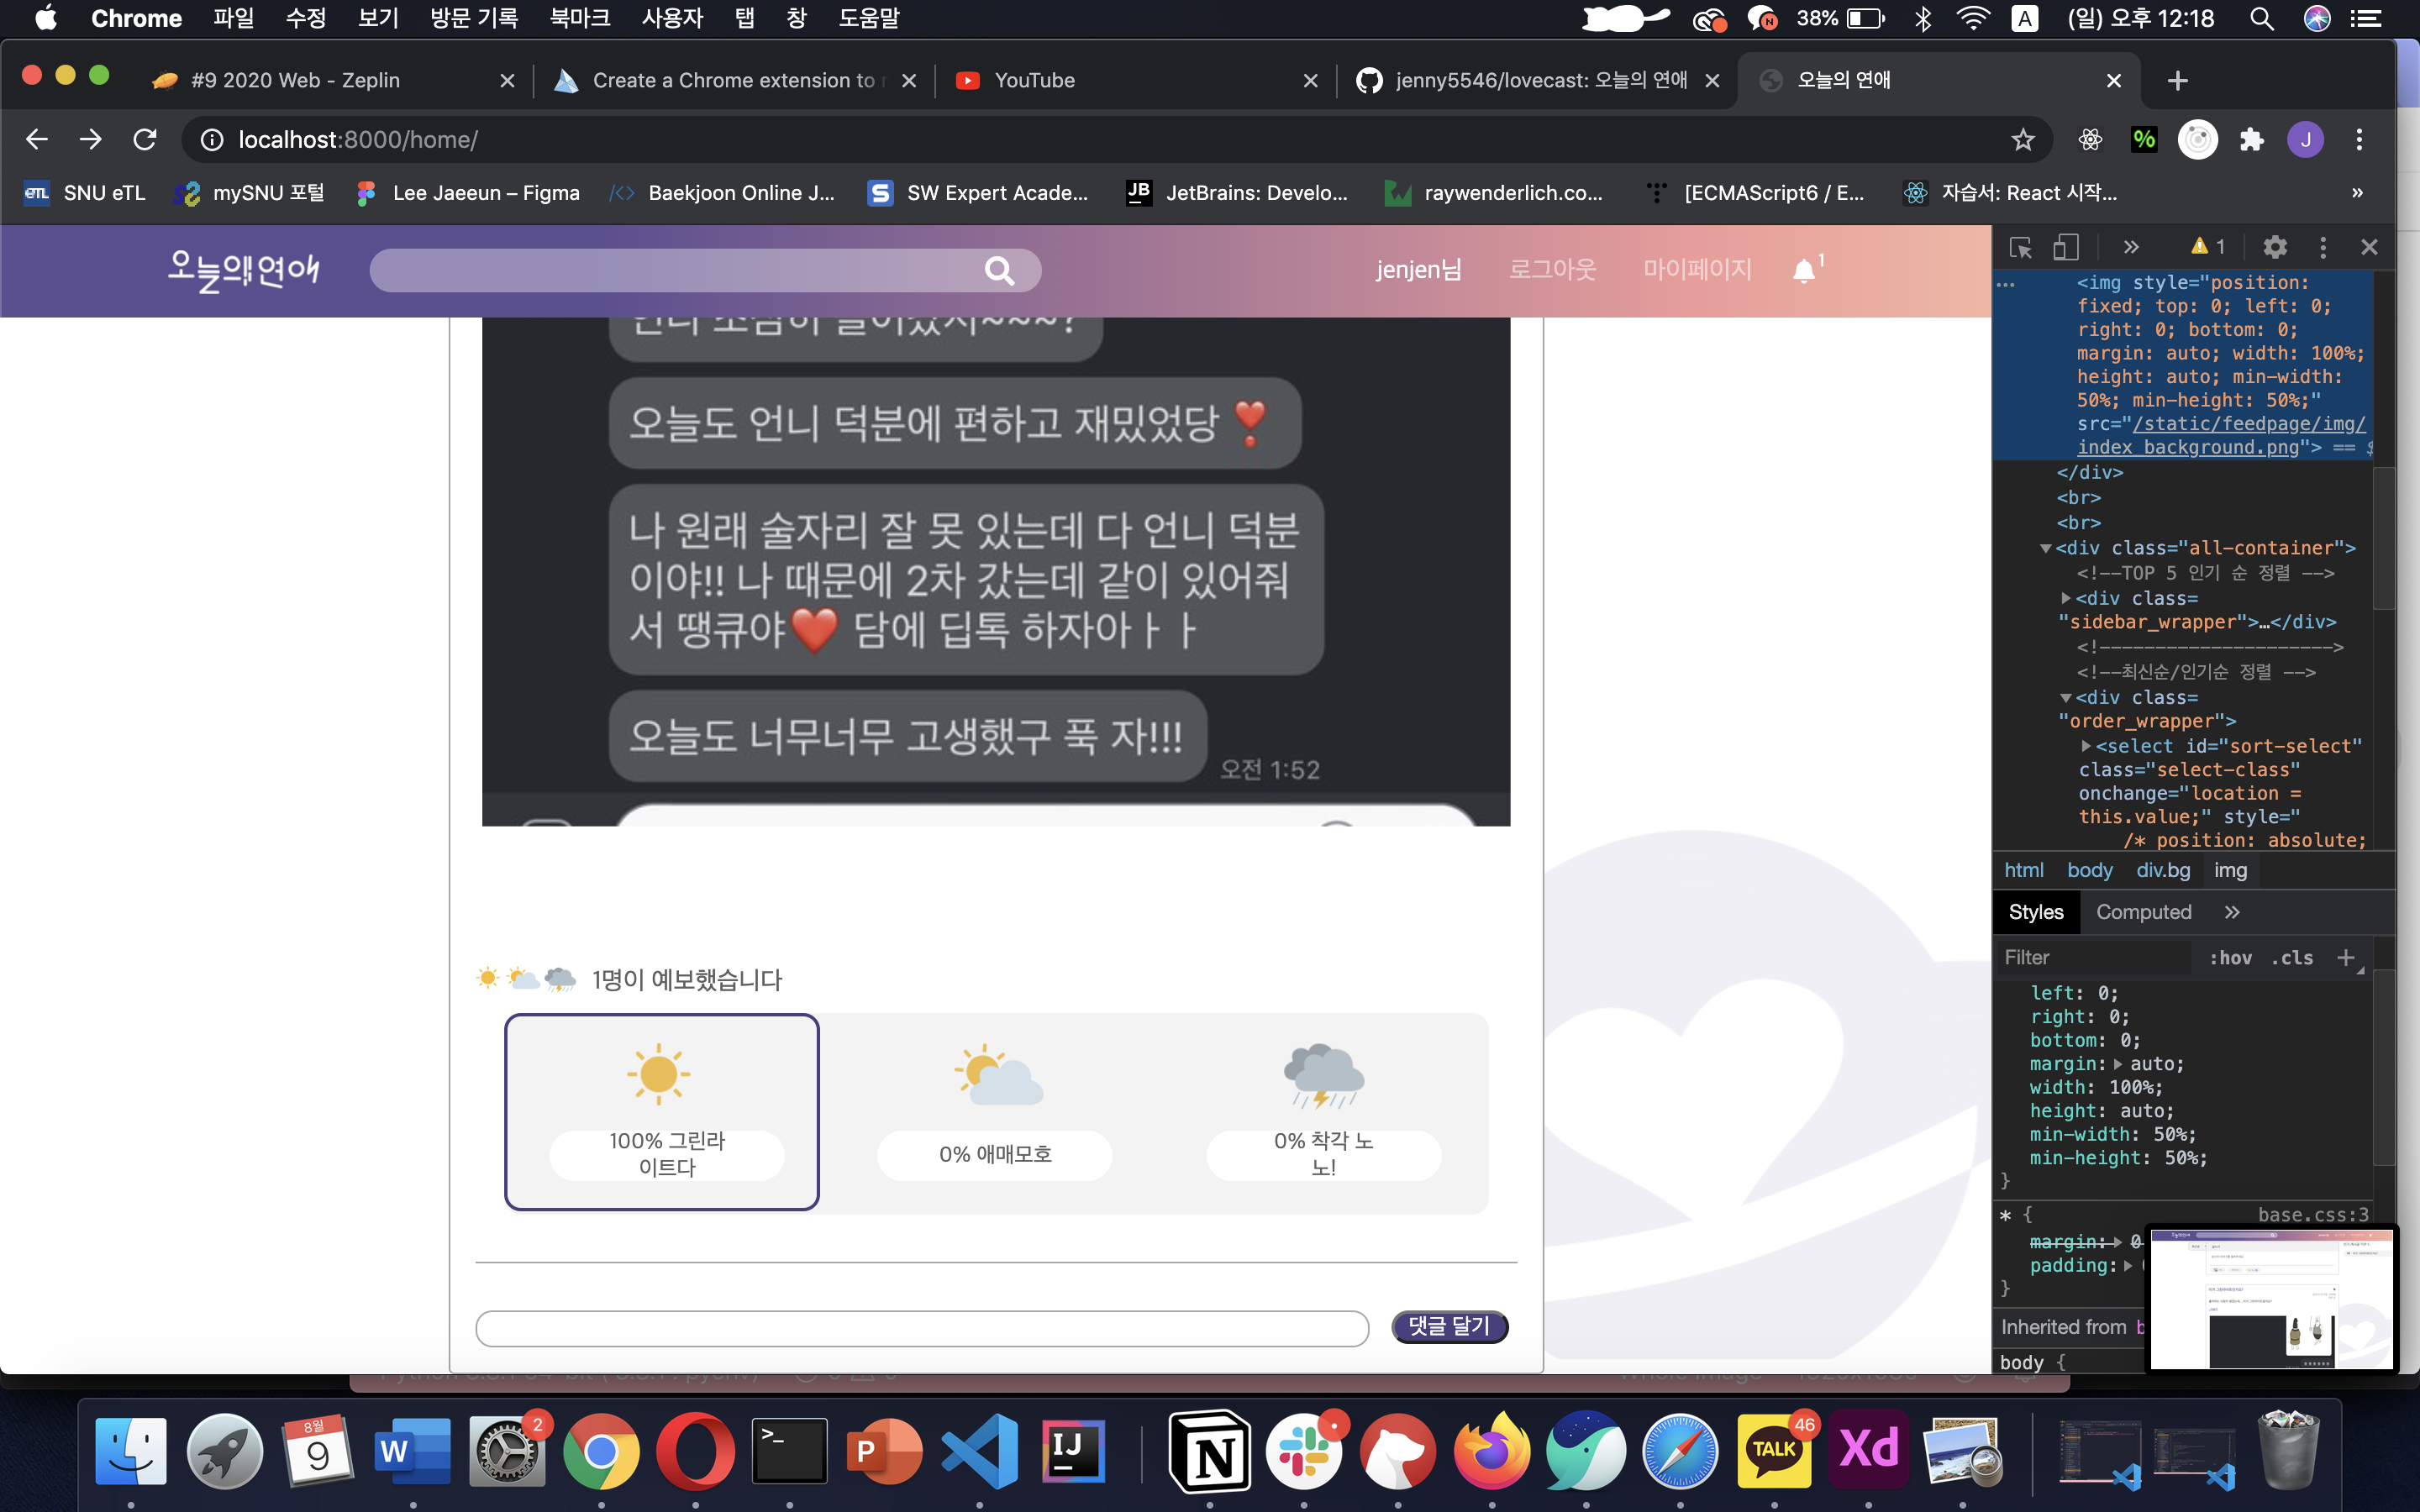 Chrome 파일 수정 보기 방문 기록 북마크 사용자 탭 창 도움말 38% A (일) 오후 12:18
#9 2020 Web - Zeplin
Create a Chrome extension to
YouTube
jenny5546/lovecast: 오늘의 연애
오늘의 연애
localhost:8000/home/
% J
eTL SNU eTL
mySNU 포털
Lee Jaeeun – Figma
Baekjoon Online J...
S SW Expert Acade...
JB JetBrains: Develo...
raywenderlich.co...
[ECMAScript6 / E...
자습서: React 시작...
»
오늘의연애
jenjen님 로그아웃 마이페이지 1
오늘도 언니 덕분에 편하고 재밌었당❣️
나 원래 술자리 잘 못 있는데 다 언니 덕분
이야!! 나 때문에 2차 갔는데 같이 있어줘
서 땡큐야❤️ 담에 딥톡 하자아ㅏㅏ
오늘도 너무너무 고생했구 푹 자!!!
오전 1:52
1명이 예보했습니다
100% 그린라
이트다
0% 애매모호
0% 착각 노
노!
댓글 달기
» 1
<img style="position:
fixed; top: 0; left: 0;
right: 0; bottom: 0;
margin: auto; width: 100%;
height: auto; min-width:
50%; min-height: 50%;"
src="/static/feedpage/img/
index_background.png"> ==
</div>
<br>
<br>
<div class="all-container">
<!--TOP 5 인기 순 정렬 -->
<div class=
"sidebar_wrapper">…</div>
<!--------------------->
<!--최신순/인기순 정렬 -->
<div class=
"order_wrapper">
<select id="sort-select"
class="select-class"
onchange="location =
this.value;" style="
/* position: absolute;
html body div.bg img
Styles Computed »
Filter :hov .cls +
left: 0;
right: 0;
bottom: 0;
margin: auto;
width: 100%;
height: auto;
min-width: 50%;
min-height: 50%;
}
* { base.css:3
margin: 0
padding:
}
Inherited from b
body {
8월
9
W
2
>_
P
IJ
N
TALK
46
Xd